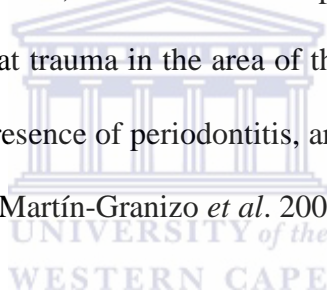 at trauma in the area of th
resence of periodontitis, an
Martín-Granizo et al. 200
UNIVERSITY of the
WESTERN CAPE